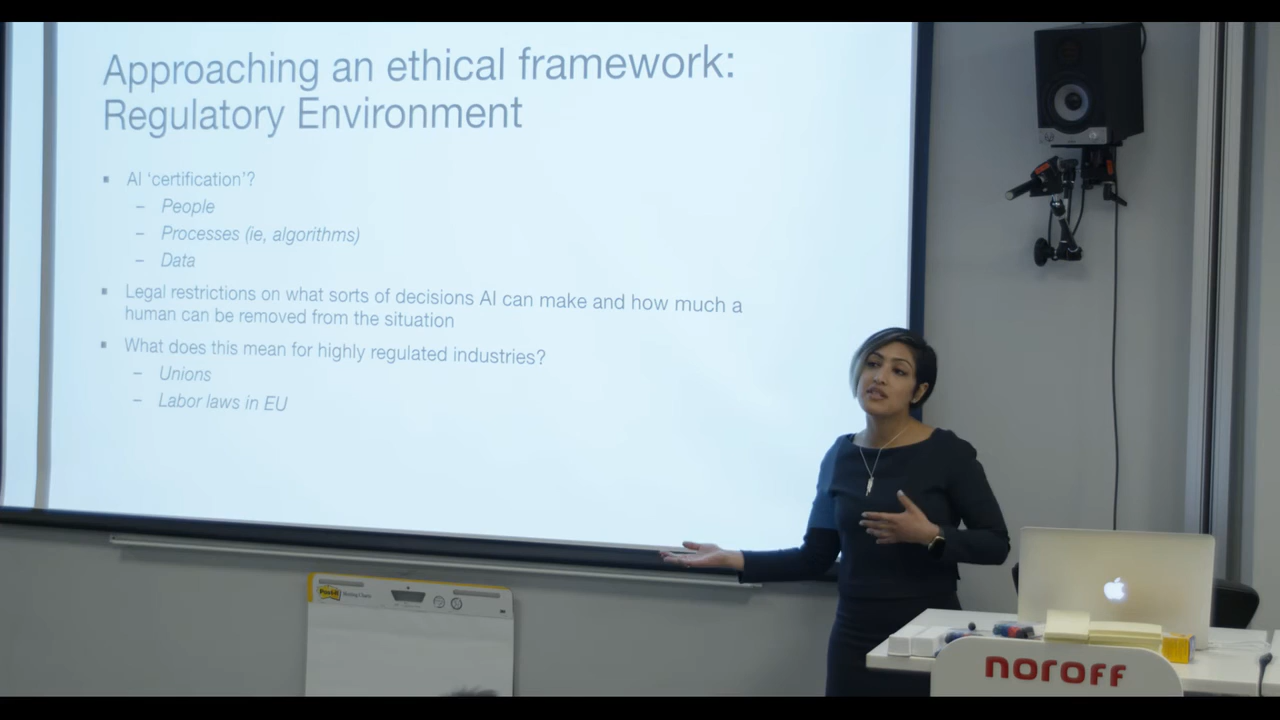 Approaching an ethical framework:
Regulatory Environment
▪ AI ‘certification’?
– People
– Processes (ie, algorithms)
– Data
▪ Legal restrictions on what sorts of decisions AI can make and how much a
human can be removed from the situation
▪ What does this mean for highly regulated industries?
– Unions
– Labor laws in EU
Post-it
noroff